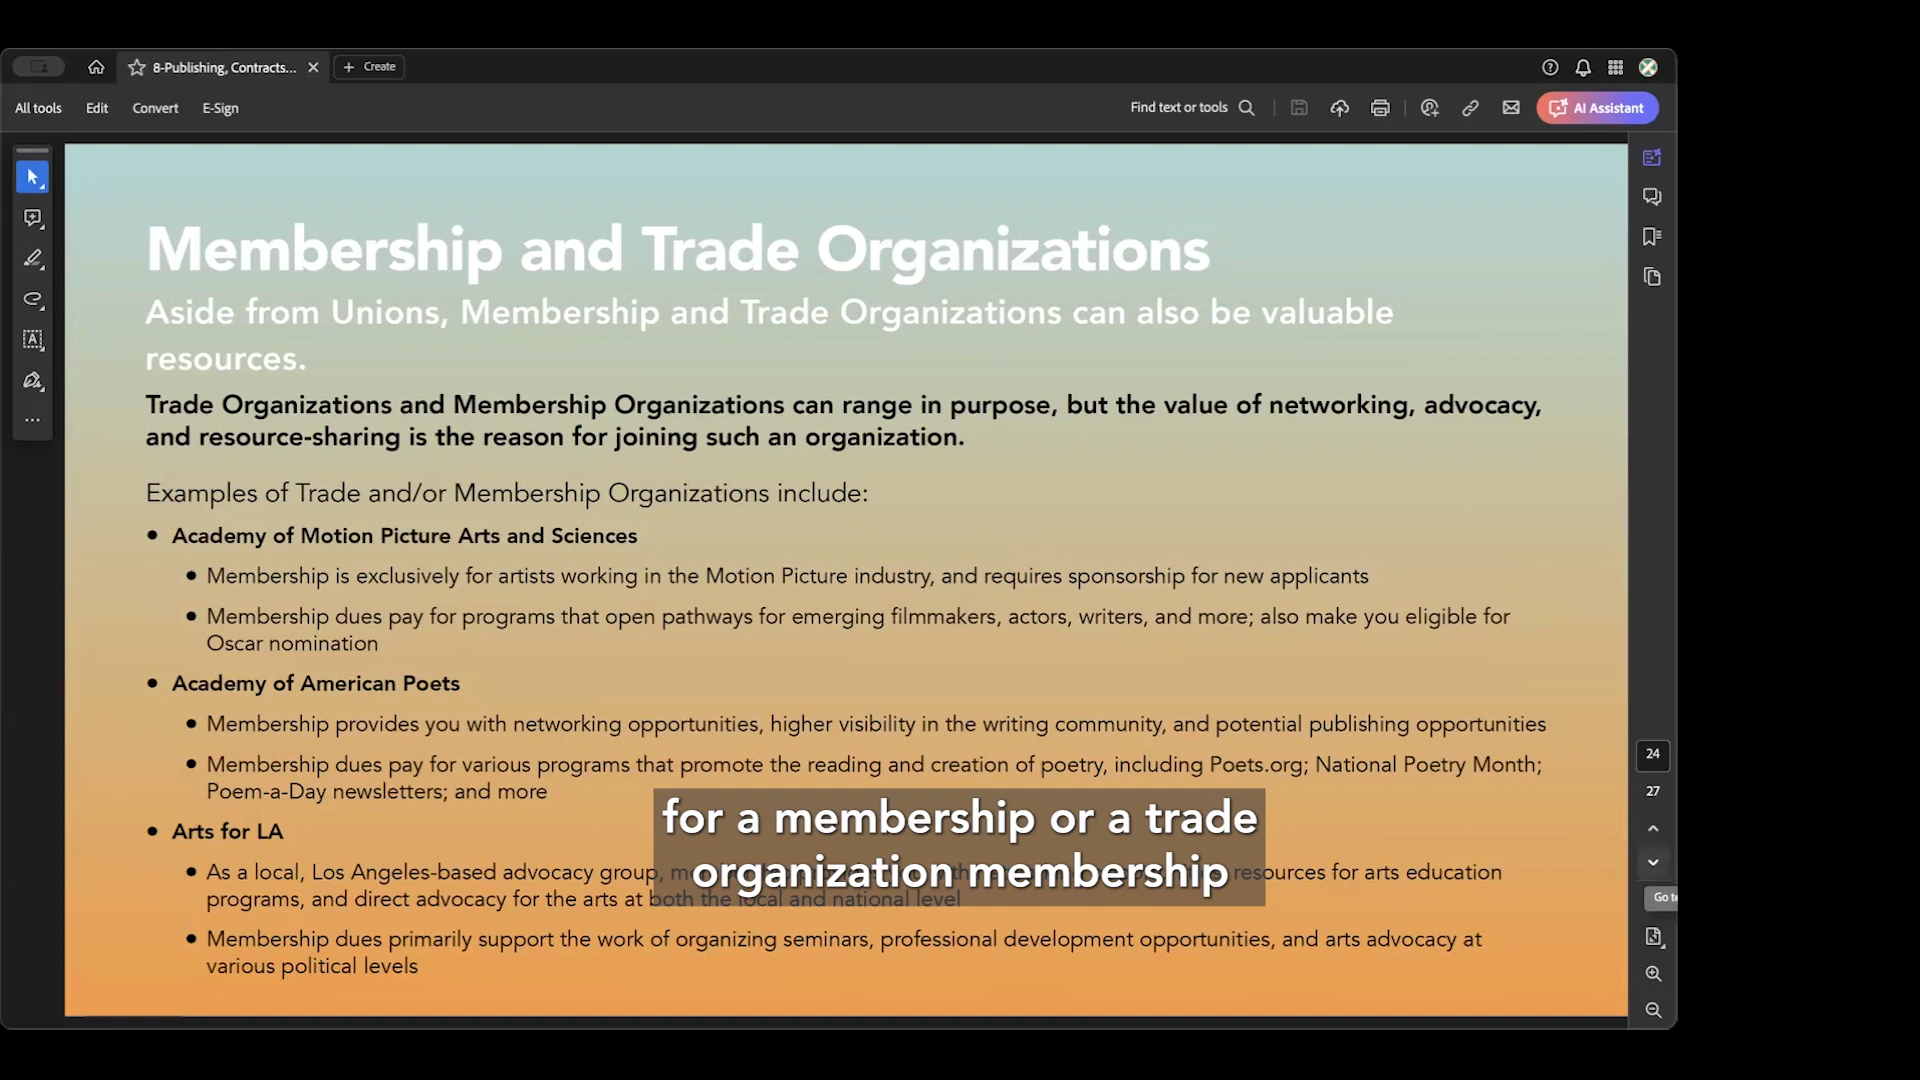 8-Publishing, Contracts...
Create
All tools
Edit
Convert
E-Sign
Find text or tools
AI Assistant
Membership and Trade Organizations
Aside from Unions, Membership and Trade Organizations can also be valuable
resources.
Trade Organizations and Membership Organizations can range in purpose, but the value of networking, advocacy,
and resource-sharing is the reason for joining such an organization.
Examples of Trade and/or Membership Organizations include:
• Academy of Motion Picture Arts and Sciences
• Membership is exclusively for artists working in the Motion Picture industry, and requires sponsorship for new applicants
• Membership dues pay for programs that open pathways for emerging filmmakers, actors, writers, and more; also make you eligible for
Oscar nomination
• Academy of American Poets
• Membership provides you with networking opportunities, higher visibility in the writing community, and potential publishing opportunities
• Membership dues pay for various programs that promote the reading and creation of poetry, including Poets.org; National Poetry Month;
Poem-a-Day newsletters; and more
• Arts for LA
• As a local, Los Angeles-based advocacy group, resources for arts education
programs, and direct advocacy for the arts at both the local and national level
• Membership dues primarily support the work of organizing seminars, professional development opportunities, and arts advocacy at
various political levels
for a membership or a trade
organization membership
24
27
Go t